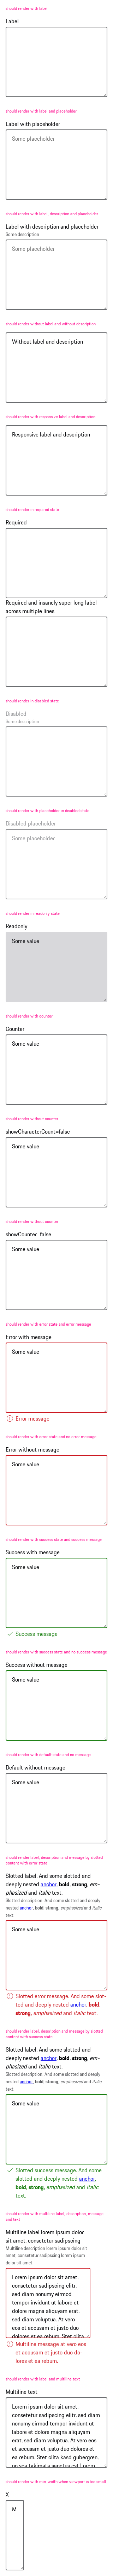 should render with label
Label
should render with label and placeholder
Label with placeholder
Some placeholder
should render with label, description and placeholder
Label with description and placeholder
Some description
Some placeholder
should render without label and without description
Without label and description
should render with responsive label and description
Responsive label and description
should render in required state
Required
Required and insanely super long label
across multiple lines
should render in disabled state
Disabled
Some description
should render with placeholder in disabled state
Disabled placeholder
Some placeholder
should render in readonly state
Readonly
Some value
should render with counter
Counter
Some value
should render without counter
showCharacterCount=false
Some value
should render without counter
showCounter=false
Some value
should render with error state and error message
Error with message
Some value
Error message
should render with error state and no error message
Error without message
Some value
should render with success state and success message
Success with message
Some value
Success message
should render with success state and no success message
Success without message
Some value
should render with default state and no message
Default without message
Some value
should render label, description and message by slotted
content with error state
Slotted label. And some slotted and
deeply nested anchor, bold, strong, em-
phasized and italic text.
Slotted description. And some slotted and deeply
nested anchor, bold, strong, emphasized and italic
text.
Some value
Slotted error message. And some slot-
ted and deeply nested anchor, bold,
strong, emphasized and italic text.
should render label, description and message by slotted
content with success state
Slotted label. And some slotted and
deeply nested anchor, bold, strong, em-
phasized and italic text.
Slotted description. And some slotted and deeply
nested anchor, bold, strong, emphasized and italic
text.
Some value
Slotted success message. And some
slotted and deeply nested anchor,
bold, strong, emphasized and italic
text.
should render with multiline label, description, message
and text
Multiline label lorem ipsum dolor
sit amet, consetetur sadipscing
Multiline description lorem ipsum dolor sit
amet, consetetur sadipscing lorem ipsum
dolor sit amet
Lorem ipsum dolor sit amet,
consetetur sadipscing elitr,
sed diam nonumy eirmod
tempor invidunt ut labore et
dolore magna aliquyam erat,
sed diam voluptua. At vero
eos et accusam et justo duo
dolores et ea rebum. Stet clita
Multiline message at vero eos
et accusam et justo duo do-
lores et ea rebum.
should render with label and multiline text
Multiline text
Lorem ipsum dolor sit amet,
consetetur sadipscing elitr, sed diam
nonumy eirmod tempor invidunt ut
labore et dolore magna aliquyam
erat, sed diam voluptua. At vero eos
et accusam et justo duo dolores et ea
rebum. Stet clita kasd gubergren,
no sea takimata sanctus est Lorem
should render with min-width when viewport is too small
X
M